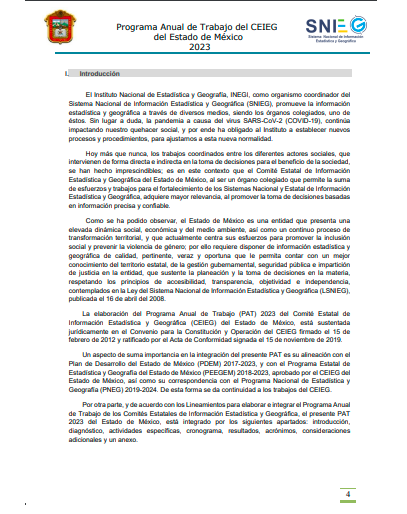 Programa Anual de Trabajo del CEIEG
del Estado de México
2023
SNIEG
Sistema Nacional de Información
Estadística y Geográfica
I. Introducción
El Instituto Nacional de Estadística y Geografía, INEGI, como organismo coordinador del
Sistema Nacional de Información Estadística y Geográfica (SNIEG), promueve la información
estadística y geográfica a través de diversos medios, siendo los órganos colegiados, uno de
éstos. Sin lugar a duda, la pandemia a causa del virus SARS-CoV-2 (COVID-19), continúa
impactando nuestro quehacer social, y por ende ha obligado al Instituto a establecer nuevos
procesos y procedimientos, para ajustarnos a esta nueva normalidad.
Hoy más que nunca, los trabajos coordinados entre los diferentes actores sociales, que
intervienen de forma directa e indirecta en la toma de decisiones para el beneficio de la sociedad,
se han hecho imprescindibles; es en este contexto que el Comité Estatal de Información
Estadística y Geográfica del Estado de México, al ser un órgano colegiado que permite la suma
de esfuerzos y trabajos para el fortalecimiento de los Sistemas Nacional y Estatal de Información
Estadística y Geográfica, adquiere mayor relevancia, al promover la toma de decisiones basadas
en información precisa y confiable.
Como se ha podido observar, el Estado de México es una entidad que presenta una
elevada dinámica social, económica y del medio ambiente, así como un continuo proceso de
transformación territorial, y que actualmente centra sus esfuerzos para promover la inclusión
social y prevenir la violencia de género; por ello requiere disponer de información estadística y
geográfica de calidad, pertinente, veraz y oportuna que le permita contar con un mejor
conocimiento del territorio estatal, de la gestión gubernamental, seguridad pública e impartición
de justicia en la entidad, que sustente la planeación y la toma de decisiones en la materia,
respetando los principios de accesibilidad, transparencia, objetividad e independencia,
contemplados en la Ley del Sistema Nacional de Información Estadística y Geográfica (LSNIEG),
publicada el 16 de abril del 2008.
La elaboración del Programa Anual de Trabajo (PAT) 2023 del Comité Estatal de
Información Estadística y Geográfica (CEIEG) del Estado de México, está sustentada
jurídicamente en el Convenio para la Constitución y Operación del CEIEG firmado el 15 de
febrero de 2012 y ratificado por el Acta de Conformidad signada el 15 de noviembre de 2019.
Un aspecto de suma importancia en la integración del presente PAT es su alineación con el
Plan de Desarrollo del Estado de México (PDEM) 2017-2023, y con el Programa Estatal de
Estadística y Geografía del Estado de México (PEEGEM) 2018-2023, aprobado por el CEIEG del
Estado de México, así como su correspondencia con el Programa Nacional de Estadística y
Geografía (PNEG) 2019-2024. De esta forma se da continuidad a los trabajos del CEIEG.
Por otra parte, y de acuerdo con los Lineamientos para elaborar e integrar el Programa Anual
de Trabajo de los Comités Estatales de Información Estadística y Geográfica, el presente PAT
2023 del Estado de México, está integrado por los siguientes apartados: introducción,
diagnóstico, actividades específicas, cronograma, resultados, acrónimos, consideraciones
adicionales y un anexo.
4